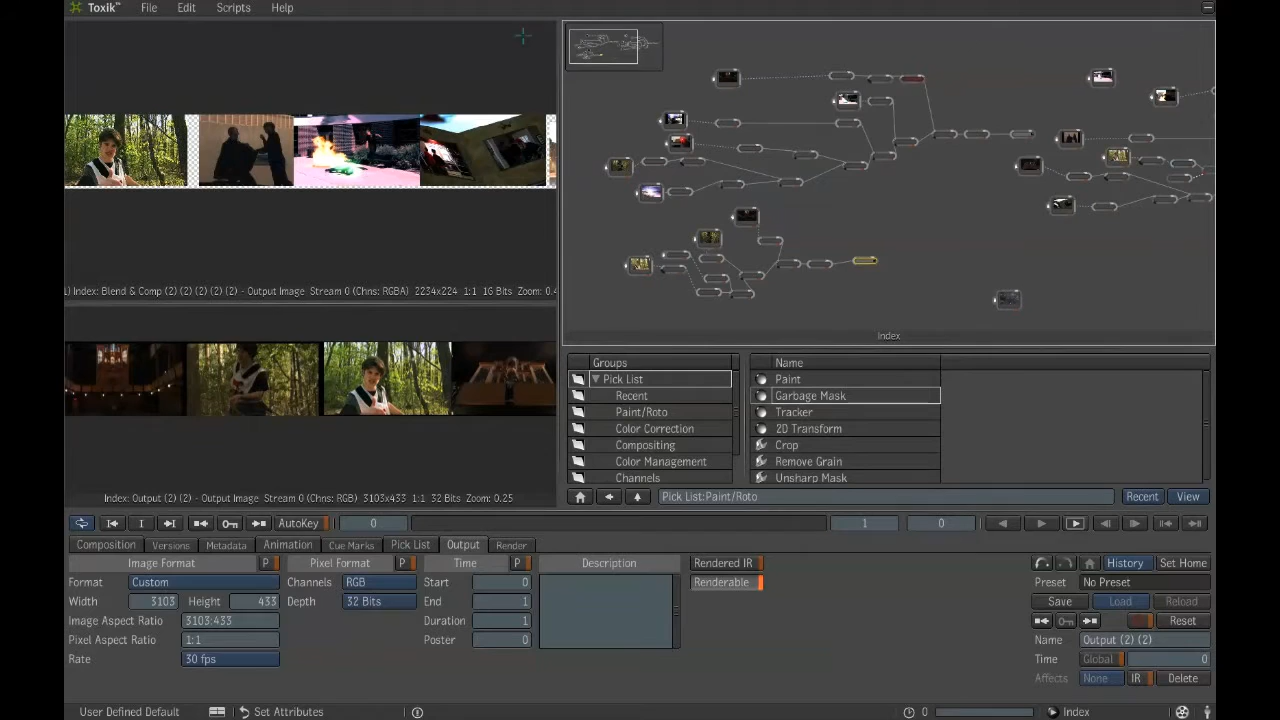 Toxik™ File Edit Scripts Help
1) Index: Blend & Comp (2) (2) (2) (2) (2) - Output Image Stream 0 (Chns: RGBA) 2234x224 1:1 16 Bits Zoom: 0.4
Index: Output (2) (2) - Output Image Stream 0 (Chns: RGB) 3103x433 1:1 32 Bits Zoom: 0.25
Index
Groups Name
Pick List Paint
Recent Garbage Mask
Paint/Roto Tracker
Color Correction 2D Transform
Compositing Crop
Color Management Remove Grain
Channels Unsharp Mask
Pick List:Paint/Roto Recent View
AutoKey 0 1 0
Composition Versions Metadata Animation Cue Marks Pick List Output Render
Image Format P Pixel Format P Time P Description Rendered IR History Set Home
Format Custom Channels RGB Start 0 Renderable Preset No Preset
Width 3103 Height 433 Depth 32 Bits End 1 Save Load Reload
Image Aspect Ratio 3103:433 Duration 1 Reset
Pixel Aspect Ratio 1:1 Poster 0 Name Output (2) (2)
Rate 30 fps Time Global 0
Affects None IR Delete
User Defined Default Set Attributes 0 Index